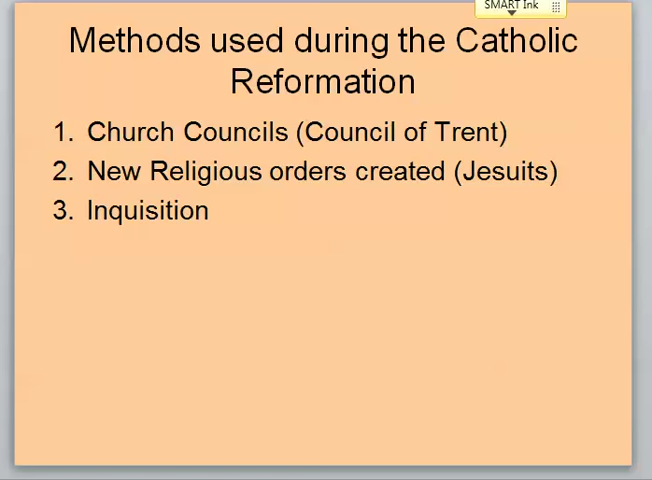 SMART Ink
Methods used during the Catholic
Reformation
1. Church Councils (Council of Trent)
2. New Religious orders created (Jesuits)
3. Inquisition